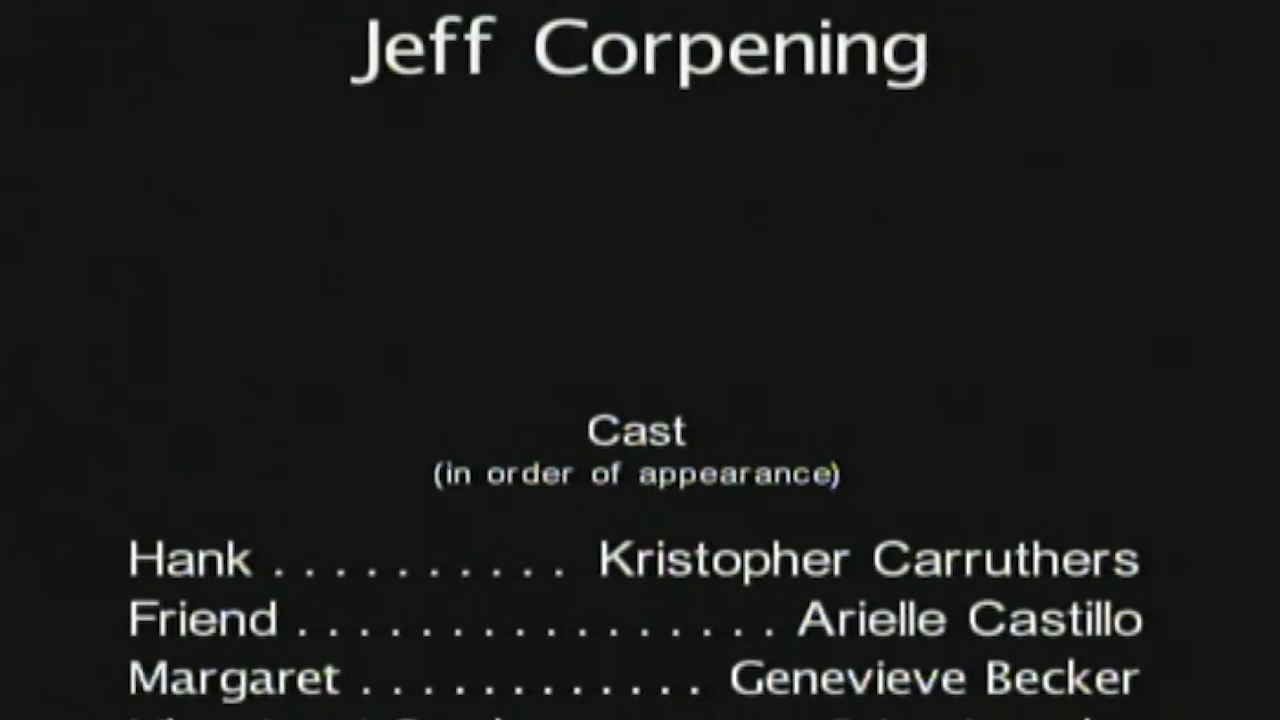 Jeff Corpening
Cast
(in order of appearance)
Hank . . . . . . . . . . Kristopher Carruthers
Friend . . . . . . . . . . . . . . . . Arielle Castillo
Margaret . . . . . . . . . . . . Genevieve Becker